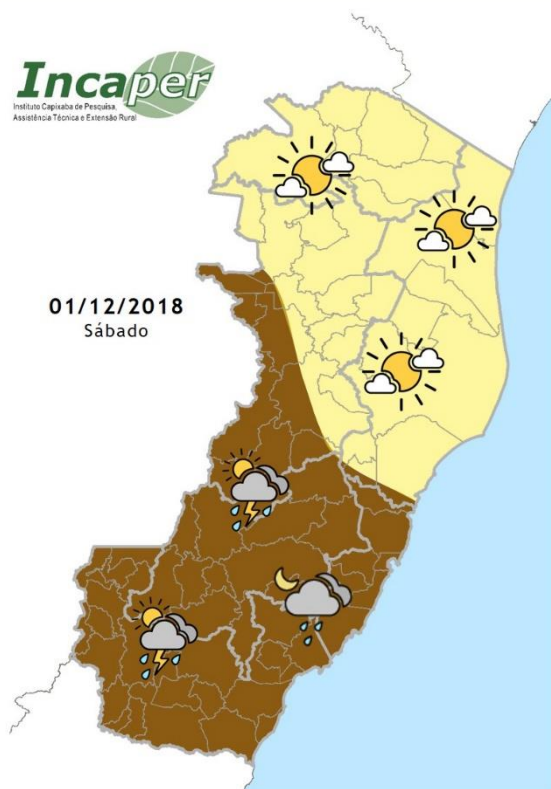 Incaper
Instituto Capixaba de Pesquisa,
Assistência Técnica e Extensão Rural
01/12/2018
Sábado